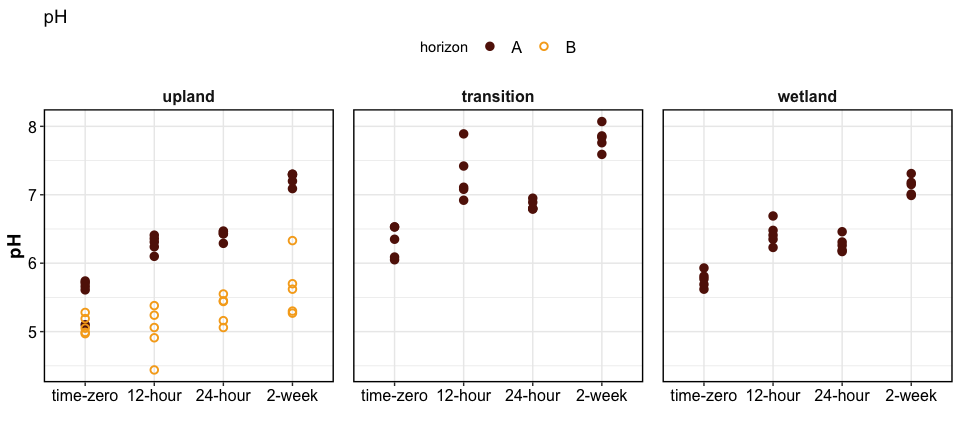 pH
horizon A B
upland transition wetland
pH
8
7
6
5
time-zero 12-hour 24-hour 2-week time-zero 12-hour 24-hour 2-week time-zero 12-hour 24-hour 2-week